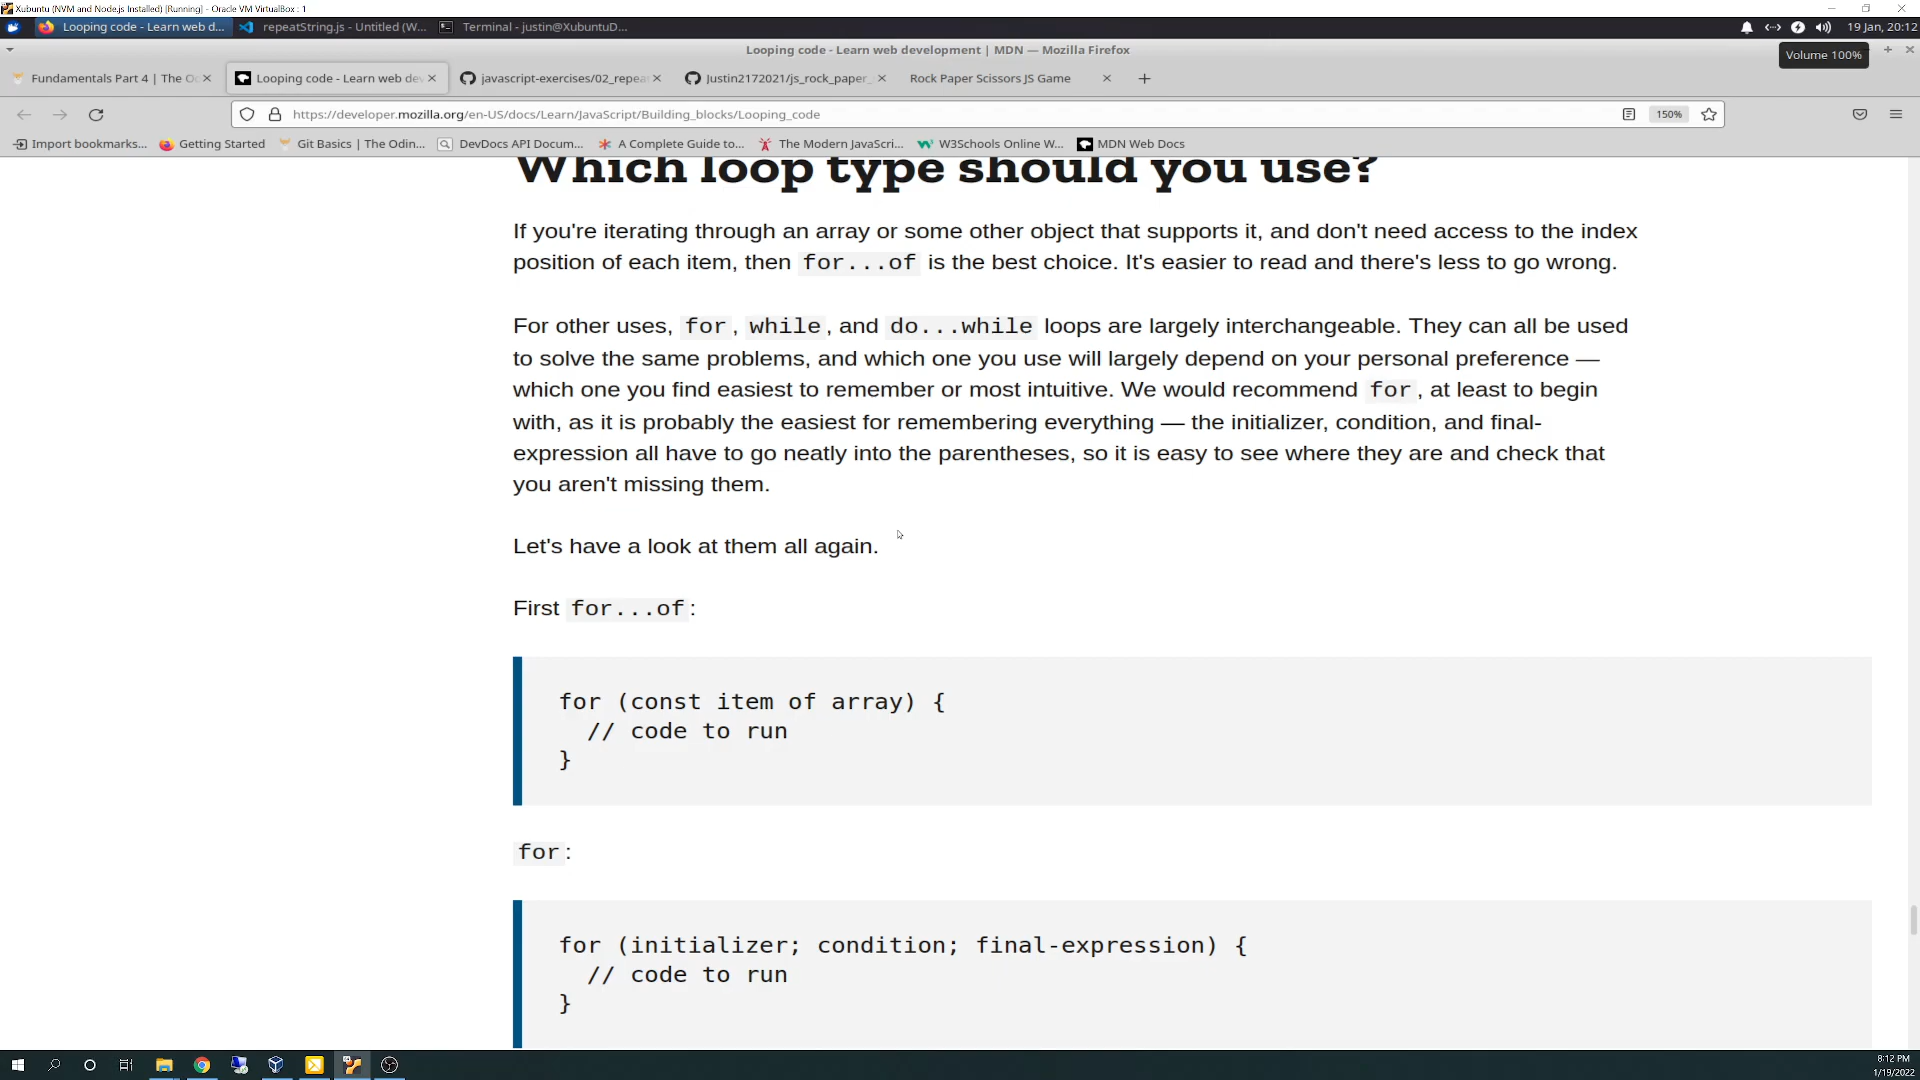 Xubuntu (NVM and Node.js Installed) [Running] - Oracle VM VirtualBox : 1
Looping code - Learn web d...
repeatString.js - Untitled (W...
Terminal - justin@XubuntuD...
19 Jan, 20:12
Looping code - Learn web development | MDN — Mozilla Firefox
Volume 100%
Fundamentals Part 4 | The O
Looping code - Learn web de
javascript-exercises/02_repea
Justin2172021/js_rock_paper_
Rock Paper Scissors JS Game
https://developer.mozilla.org/en-US/docs/Learn/JavaScript/Building_blocks/Looping_code
150%
Import bookmarks...
Getting Started
Git Basics | The Odin...
DevDocs API Docum...
A Complete Guide to...
The Modern JavaScri...
W3Schools Online W...
MDN Web Docs
Which loop type should you use?
If you're iterating through an array or some other object that supports it, and don't need access to the index
position of each item, then for...of is the best choice. It's easier to read and there's less to go wrong.
For other uses, for, while, and do...while loops are largely interchangeable. They can all be used
to solve the same problems, and which one you use will largely depend on your personal preference —
which one you find easiest to remember or most intuitive. We would recommend for, at least to begin
with, as it is probably the easiest for remembering everything — the initializer, condition, and final-
expression all have to go neatly into the parentheses, so it is easy to see where they are and check that
you aren't missing them.
Let's have a look at them all again.
First for...of:
for (const item of array) {
// code to run
}
for:
for (initializer; condition; final-expression) {
// code to run
}
8:12 PM
1/19/2022